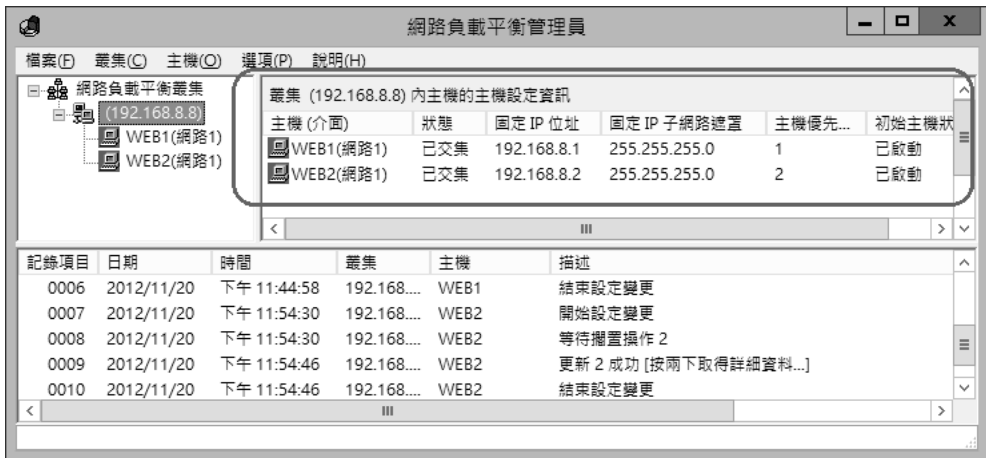 網路負載平衡管理員
檔案(F) 叢集(C) 主機(O) 選項(P) 說明(H)
網路負載平衡叢集
(192.168.8.8)
WEB1(網路1)
WEB2(網路1)
叢集 (192.168.8.8) 內主機的主機設定資訊
主機 (介面) 狀態 固定 IP 位址 固定 IP 子網路遮罩 主機優先... 初始主機狀
WEB1(網路1) 已交集 192.168.8.1 255.255.255.0 1 已啟動
WEB2(網路1) 已交集 192.168.8.2 255.255.255.0 2 已啟動
記錄項目 日期 時間 叢集 主機 描述
0006 2012/11/20 下午 11:44:58 192.168.... WEB1 結束設定變更
0007 2012/11/20 下午 11:54:30 192.168.... WEB2 開始設定變更
0008 2012/11/20 下午 11:54:30 192.168.... WEB2 等待擱置操作 2
0009 2012/11/20 下午 11:54:46 192.168.... WEB2 更新 2 成功 [按兩下取得詳細資料...]
0010 2012/11/20 下午 11:54:46 192.168.... WEB2 結束設定變更